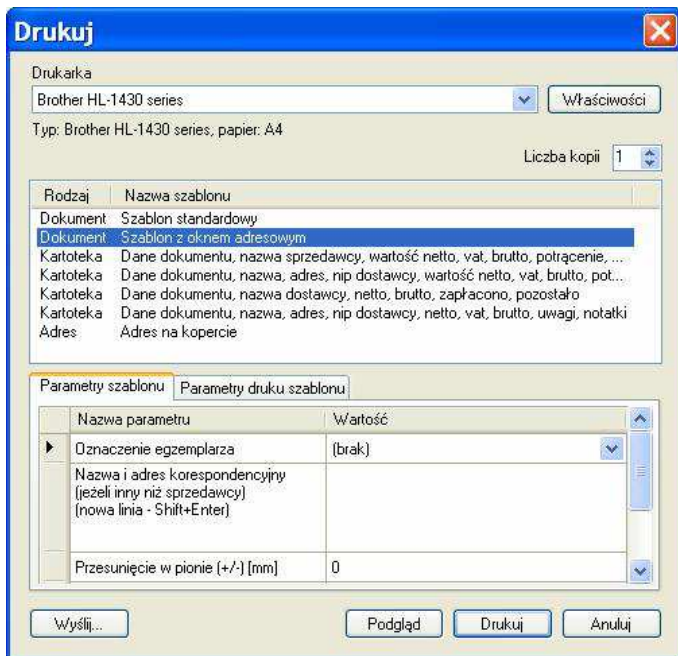 Drukuj
Drukarka
Brother HL-1430 series
Właściwości
Typ: Brother HL-1430 series, papier: A4
Liczba kopii 1
Rodzaj Nazwa szablonu
Dokument Szablon standardowy
Dokument Szablon z oknem adresowym
Kartoteka Dane dokumentu, nazwa sprzedawcy, wartość netto, vat, brutto, potrącenie, ...
Kartoteka Dane dokumentu, nazwa, adres, nip dostawcy, wartość netto, vat, brutto, pot...
Kartoteka Dane dokumentu, nazwa dostawcy, netto, brutto, zapłacono, pozostało
Kartoteka Dane dokumentu, nazwa, adres, nip dostawcy, netto, vat, brutto, uwagi, notatki
Adres Adres na kopercie
Parametry szablonu Parametry druku szablonu
Nazwa parametru Wartość
Oznaczenie egzemplarza (brak)
Nazwa i adres korespondencyjny
(jeżeli inny niż sprzedawcy)
(nowa linia - Shift+Enter)
Przesunięcie w pionie (+/-) [mm] 0
Wyślij... Podgląd Drukuj Anuluj